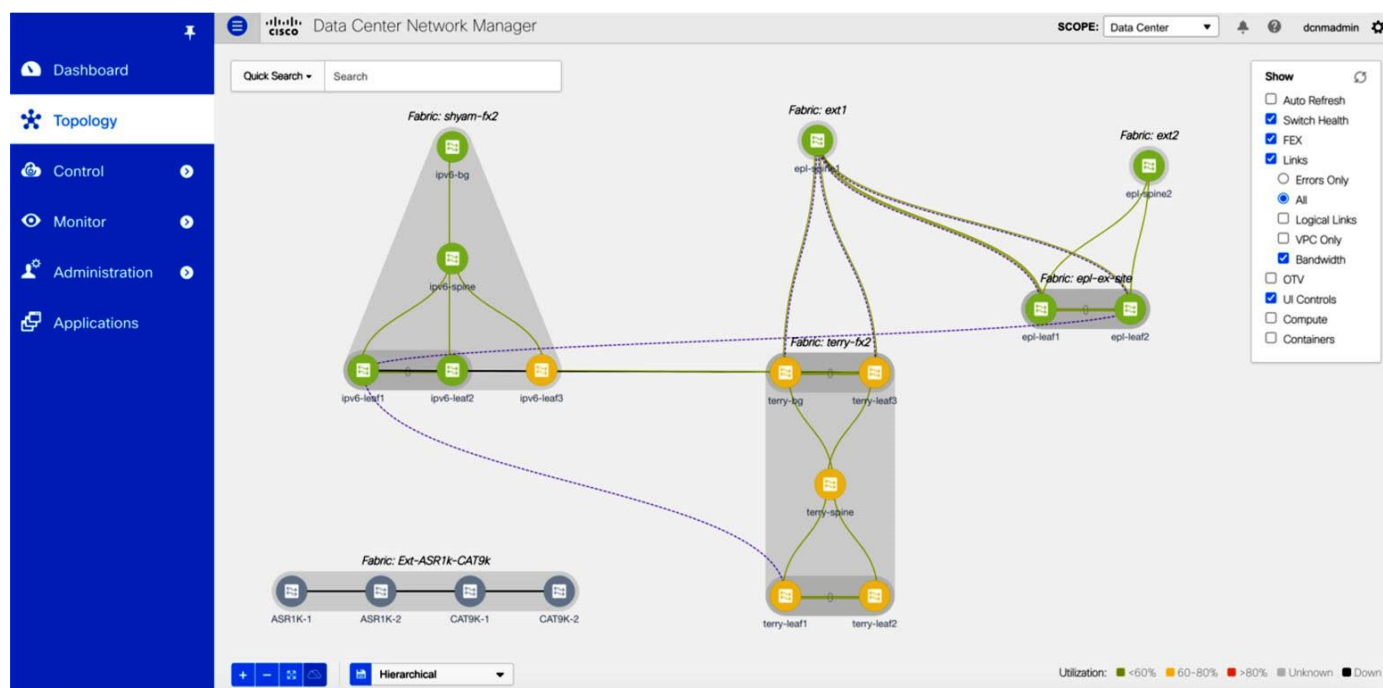 CISCO Data Center Network Manager
SCOPE: Data Center
dcnmadmin
Dashboard
Topology
Control
Monitor
Administration
Applications
Quick Search
Search
Show
Auto Refresh
Switch Health
FEX
Links
Errors Only
All
Logical Links
VPC Only
Bandwidth
OTV
UI Controls
Compute
Containers
Fabric: shyam-fx2
ipv6-bg
ipv6-spine
ipv6-leaf1
ipv6-leaf2
ipv6-leaf3
Fabric: ext1
epl-spine1
Fabric: ext2
epl-spine2
Fabric: epl-ex-site
epl-leaf1
epl-leaf2
Fabric: terry-fx2
terry-bg
terry-leaf3
terry-spine
terry-leaf1
terry-leaf2
Fabric: Ext-ASR1k-CAT9k
ASR1K-1
ASR1K-2
CAT9K-1
CAT9K-2
+ −
Hierarchical
Utilization: <60% 60-80% >80% Unknown Down